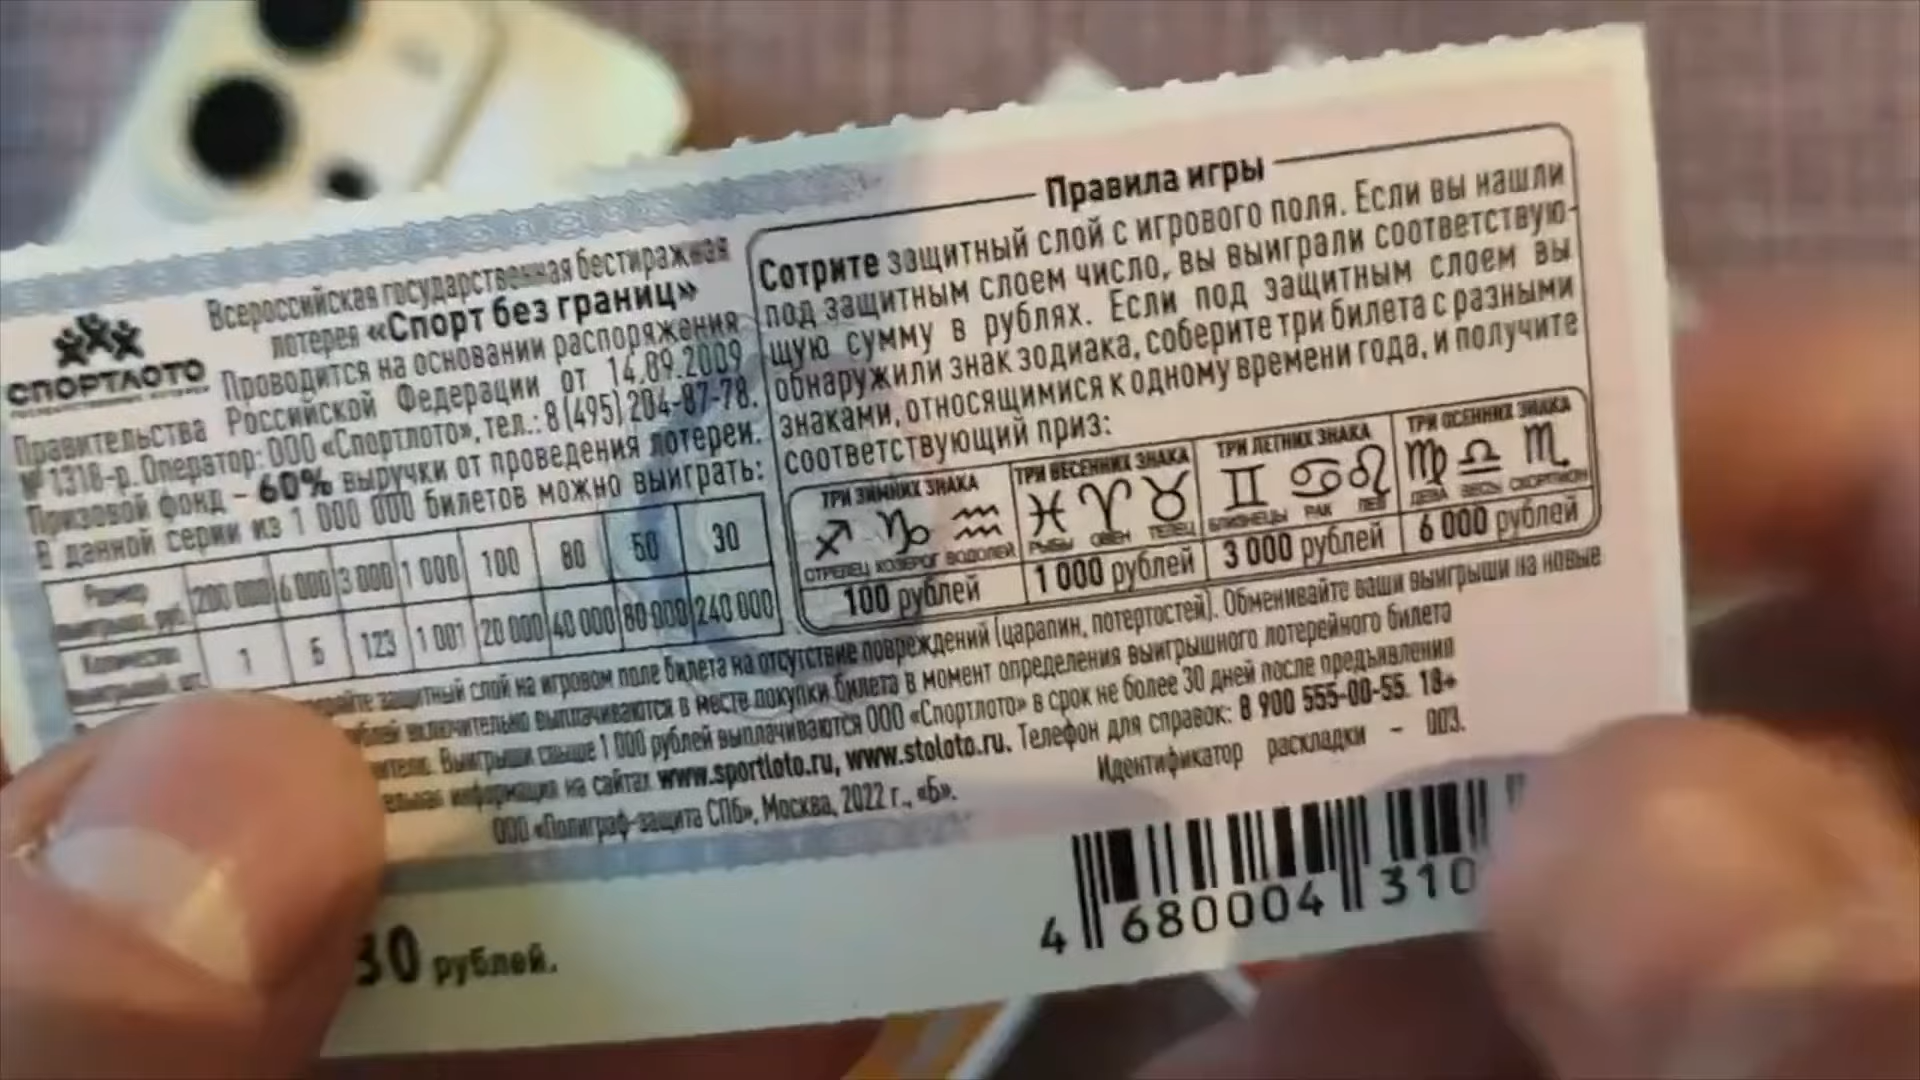 СПОРТЛОТО
Всероссийская государственная бестиражная
лотерея «Спорт без границ»
Проводится на основании распоряжения
Правительства Российской Федерации от 14.09.2009
№ 1318-р. Оператор: ООО «Спортлото», тел.: 8 (495) 204-87-78.
Призовой фонд – 60% выручки от проведения лотереи.
В данной серии из 1 000 000 билетов можно выиграть:
Размер 200 000 6 000 3 000 1 000 100 80 50 30
выигрыша, руб.
Количество 1 123 1 001 20 000 40 000 80 000 240 000
Правила игры
Сотрите защитный слой с игрового поля. Если вы нашли
под защитным слоем число, вы выиграли соответствую-
щую сумму в рублях. Если под защитным слоем вы
обнаружили знак зодиака, соберите три билета с разными
знаками, относящимися к одному времени года, и получите
соответствующий приз:
ТРИ ЗИМНИХ ЗНАКА ТРИ ВЕСЕННИХ ЗНАКА ТРИ ЛЕТНИХ ЗНАКА ТРИ ОСЕННИХ ЗНАКА
СТРЕЛЕЦ КОЗЕРОГ ВОДОЛЕЙ РЫБЫ ОВЕН ТЕЛЕЦ БЛИЗНЕЦЫ РАК ЛЕВ ДЕВА ВЕСЫ СКОРПИОН
100 рублей 1 000 рублей 3 000 рублей 6 000 рублей
защитный слой на игровом поле билета на отсутствие повреждений (царапин, потертостей). Обменивайте ваши выигрыши на новые
включительно выплачиваются в месте покупки билета в момент определения выигрышного лотерейного билета
Выигрыши свыше 1 000 рублей выплачиваются ООО «Спортлото» в срок не более 30 дней после предъявления
информация на сайтах www.sportloto.ru, www.stoloto.ru. Телефон для справок: 8 900 555-00-55. 18+
ООО «Полиграф-защита СПб», Москва, 2022 г., «Б».
Идентификатор раскладки – 003.
30 рублей.
4 680004 310